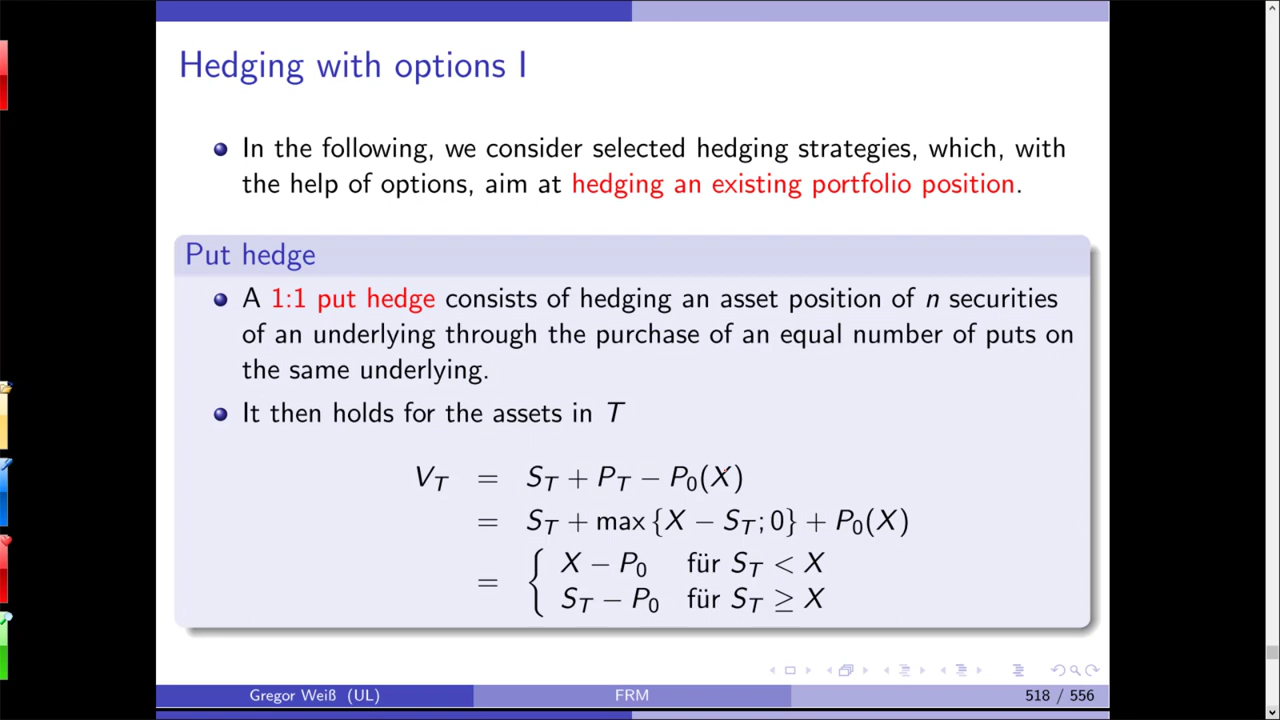 Hedging with options I
In the following, we consider selected hedging strategies, which, with
the help of options, aim at hedging an existing portfolio position.
Put hedge
A 1:1 put hedge consists of hedging an asset position of n securities
of an underlying through the purchase of an equal number of puts on
the same underlying.
It then holds for the assets in T
V_T = S_T + P_T − P_0(X)
= S_T + max {X − S_T; 0} + P_0(X)
= { X − P_0 für S_T < X
S_T − P_0 für S_T ≥ X
Gregor Weiß (UL) FRM 518 / 556